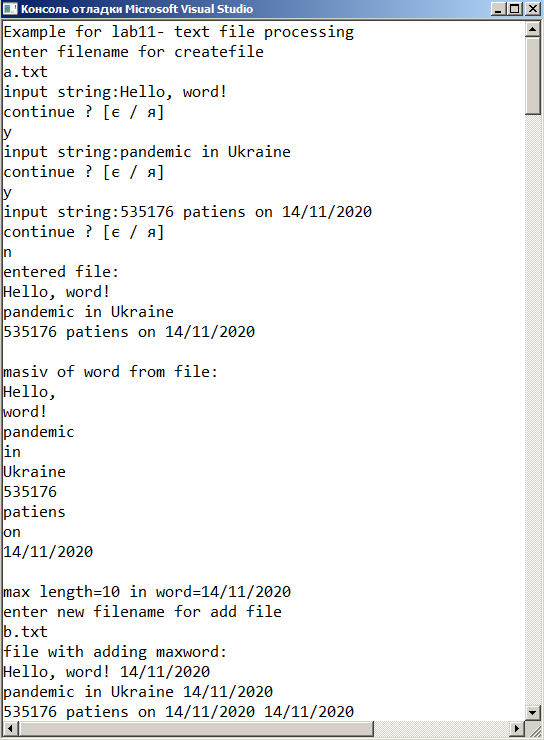 Консоль отладки Microsoft Visual Studio
Example for lab11- text file processing
enter filename for createfile
a.txt
input string:Hello, word!
continue ? [є / я]
y
input string:pandemic in Ukraine
continue ? [є / я]
y
input string:535176 patiens on 14/11/2020
continue ? [є / я]
n
entered file:
Hello, word!
pandemic in Ukraine
535176 patiens on 14/11/2020
masiv of word from file:
Hello,
word!
pandemic
in
Ukraine
535176
patiens
on
14/11/2020
max length=10 in word=14/11/2020
enter new filename for add file
b.txt
file with adding maxword:
Hello, word! 14/11/2020
pandemic in Ukraine 14/11/2020
535176 patiens on 14/11/2020 14/11/2020